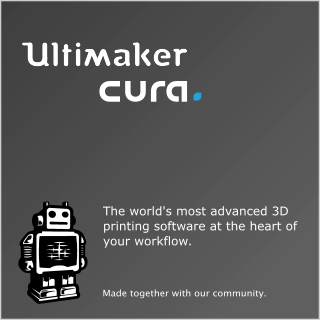 Ultimaker
cura.
The world's most advanced 3D
printing software at the heart of
your workflow.
Made together with our community.